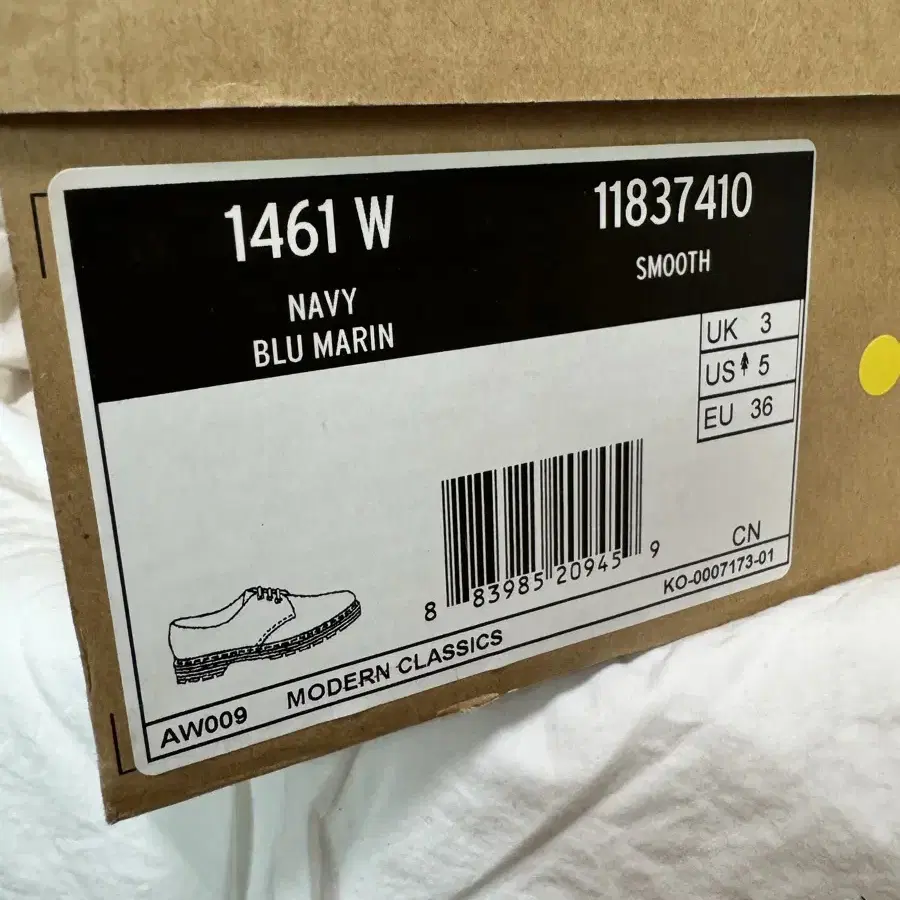 1461 W
NAVY
BLU MARIN
11837410
SMOOTH
UK 3
US 5
EU 36
8 83985 20945 9
CN
KO-0007173-01
AW009 MODERN CLASSICS